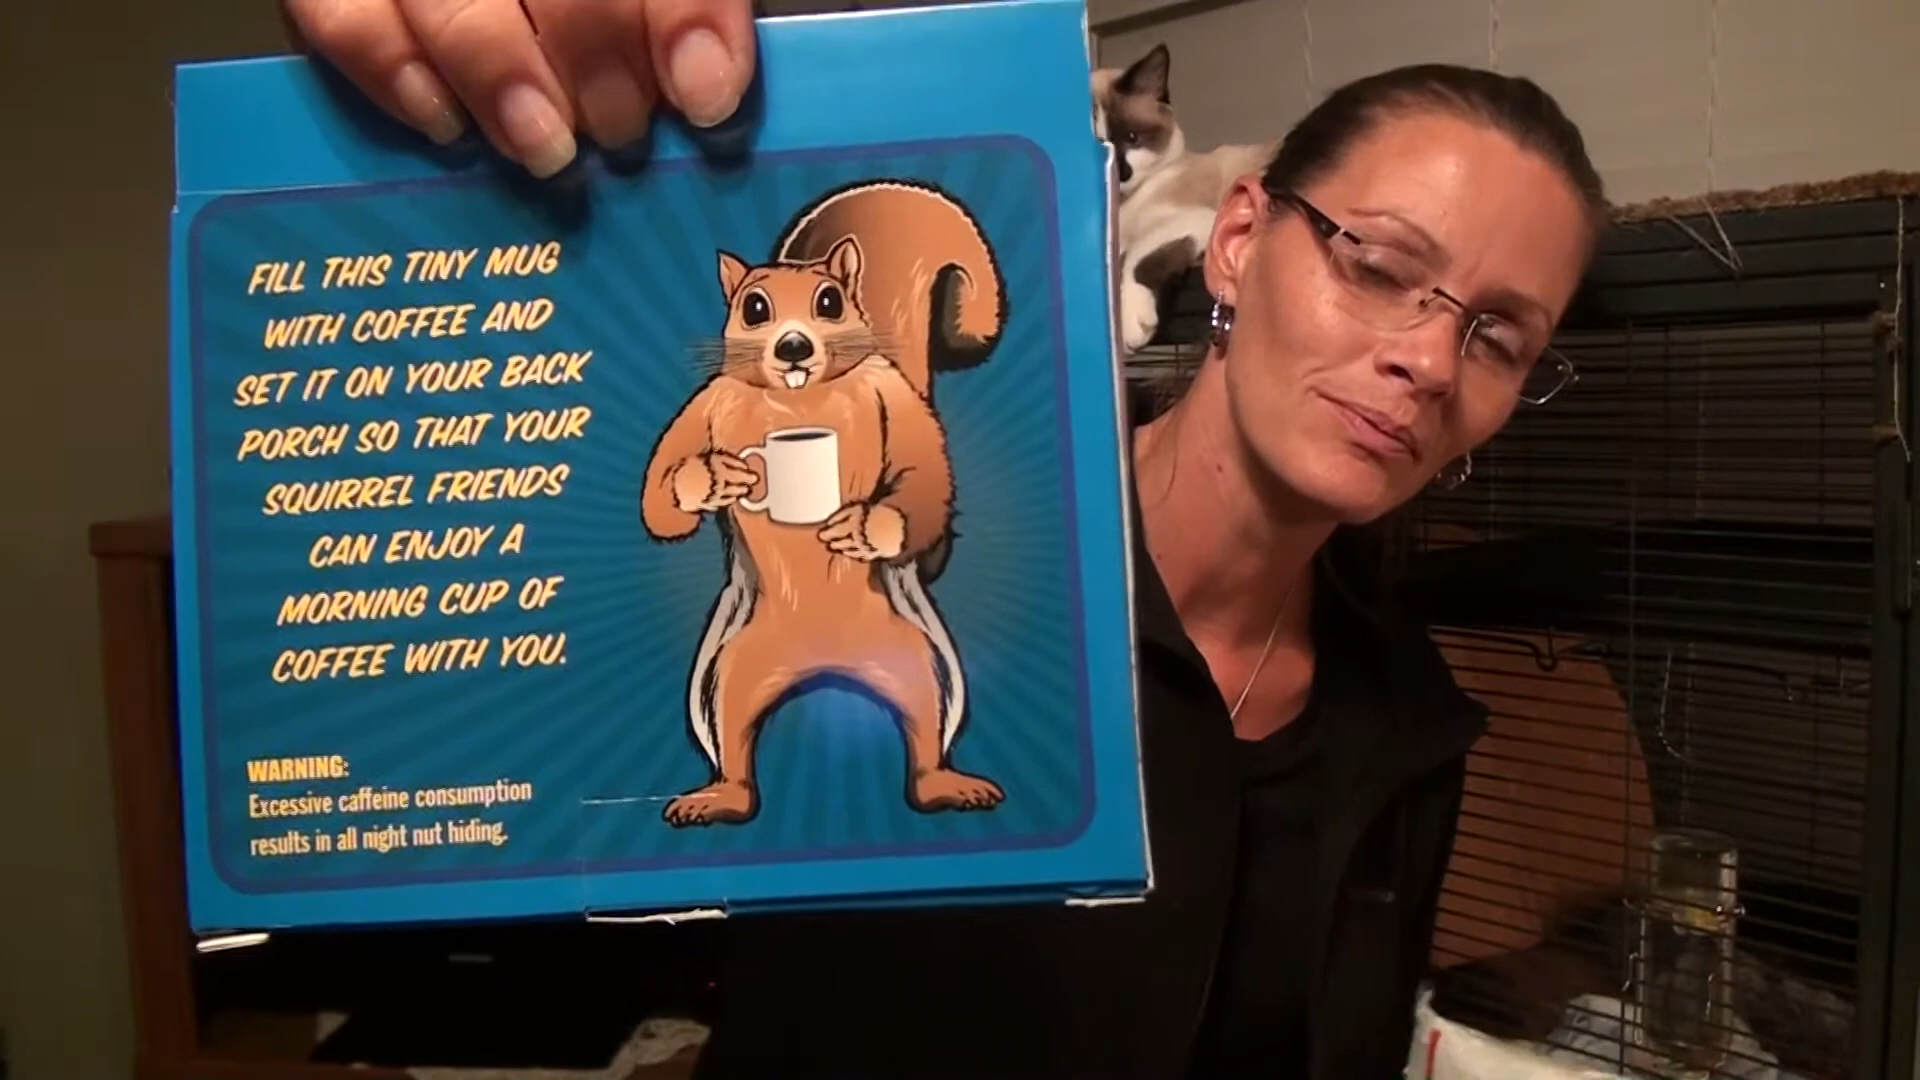 FILL THIS TINY MUG
WITH COFFEE AND
SET IT ON YOUR BACK
PORCH SO THAT YOUR
SQUIRREL FRIENDS
CAN ENJOY A
MORNING CUP OF
COFFEE WITH YOU.
WARNING:
Excessive caffeine consumption
results in all night nut hiding.